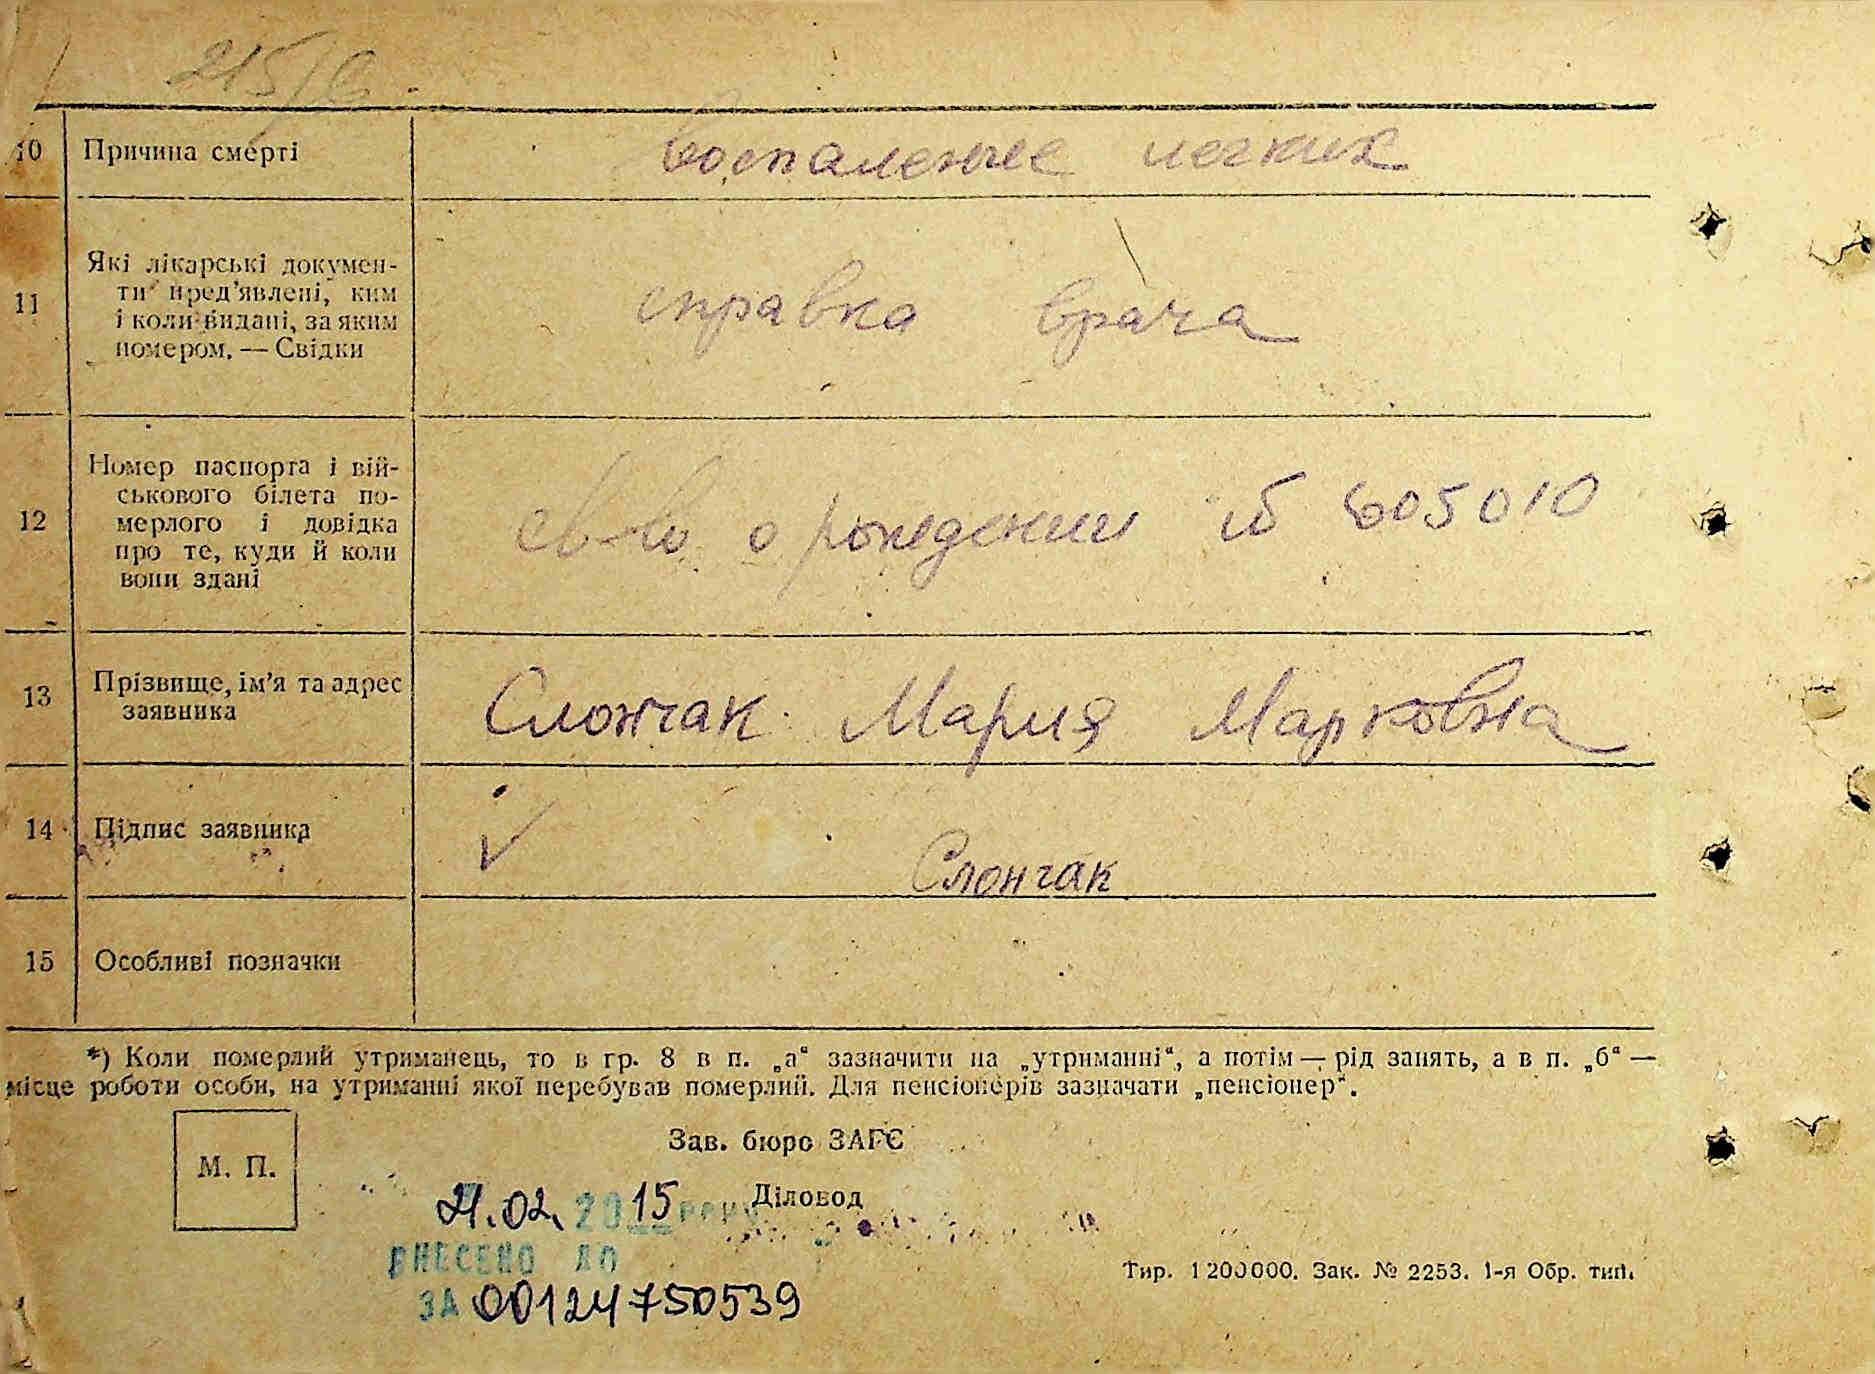 215/с
10 Причина смерті воспаление легких
11 Які лікарські докумен-
ти пред'явлені, ким
і коли видані, за яким
номером. — Свідки
справка врача
12 Номер паспорта і вій-
ськового білета по-
мерлого і довідка
про те, куди й коли
вони здані
св-во о рождении № 605010
13 Прізвище, ім'я та адрес
заявника
Слончак Мария Марковна
14 Підпис заявника
Слончак
15 Особливі позначки
*) Коли померлий утриманець, то в гр. 8 в п. „а“ зазначити на „утриманні“, а потім — рід занять, а в п. „б“ —
місце роботи особи, на утриманні якої перебував померлий. Для пенсіонерів зазначати „пенсіонер“.
М. П.
Зав. бюро ЗАГС
Діловод
21.02. 2015 року
ВНЕСЕНО ДО
ЗА 00124750539
Тир. 1200000. Зак. № 2253. 1-я Обр. тип.